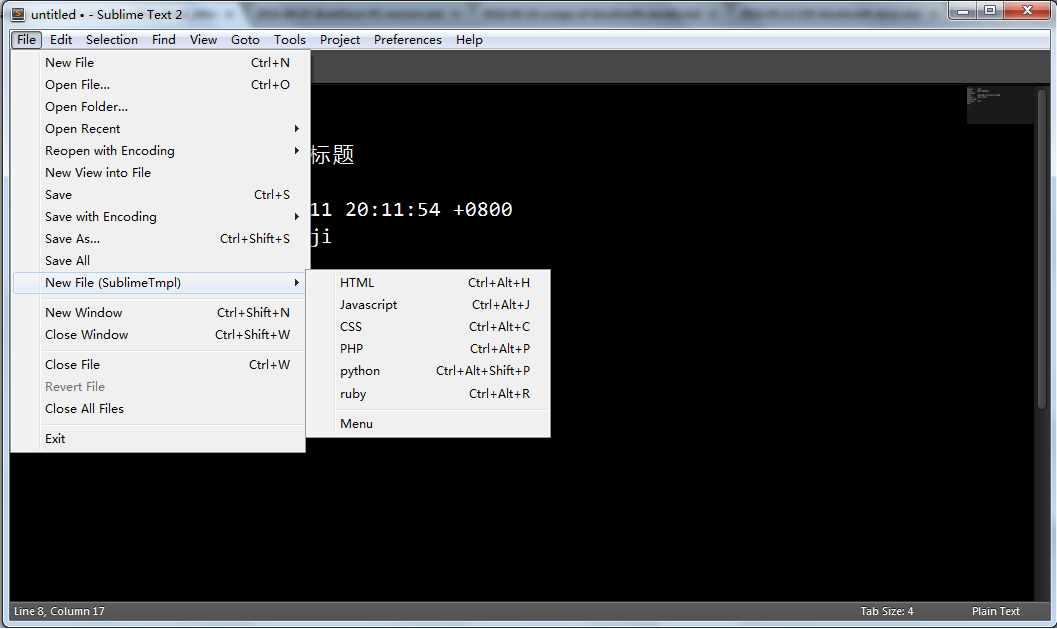 untitled • - Sublime Text 2
File Edit Selection Find View Goto Tools Project Preferences Help
New File Ctrl+N
Open File... Ctrl+O
Open Folder...
Open Recent
Reopen with Encoding
标题
New View into File
Save Ctrl+S
Save with Encoding
11 20:11:54 +0800
Save As... Ctrl+Shift+S
ji
Save All
New File (SublimeTmpl)
HTML Ctrl+Alt+H
Javascript Ctrl+Alt+J
CSS Ctrl+Alt+C
PHP Ctrl+Alt+P
python Ctrl+Alt+Shift+P
ruby Ctrl+Alt+R
Menu
New Window Ctrl+Shift+N
Close Window Ctrl+Shift+W
Close File Ctrl+W
Revert File
Close All Files
Exit
Line 8, Column 17 Tab Size: 4 Plain Text